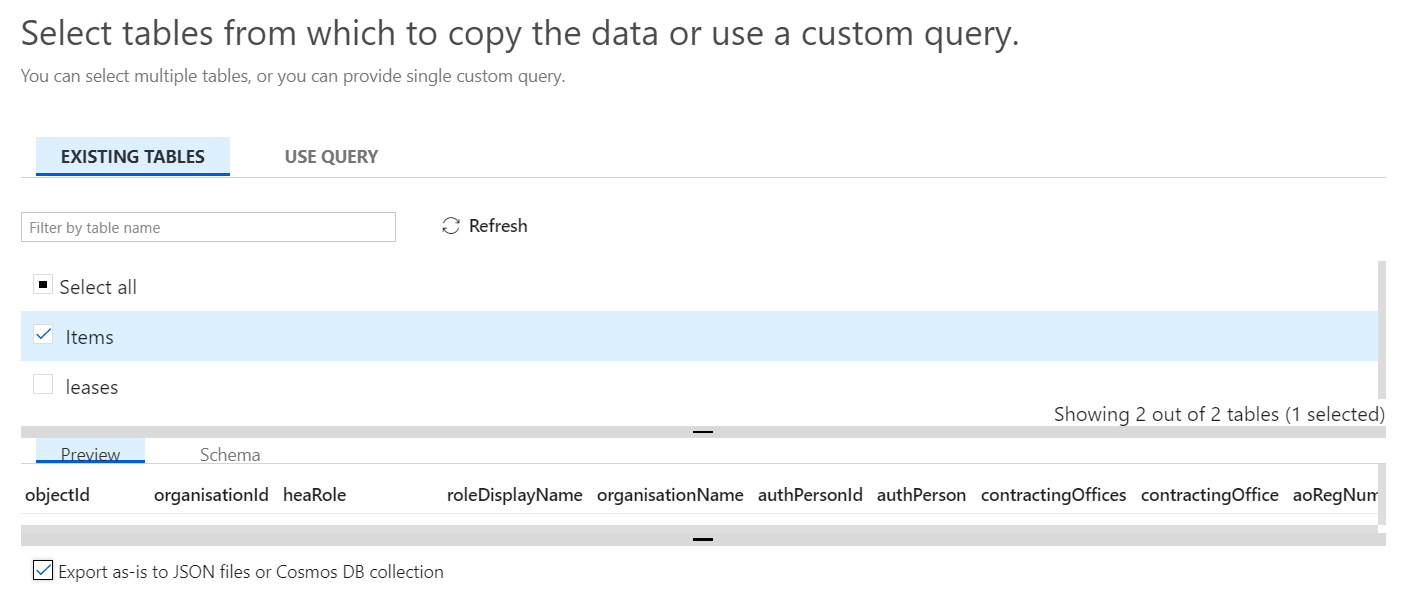 Select tables from which to copy the data or use a custom query.
You can select multiple tables, or you can provide single custom query.
EXISTING TABLES USE QUERY
Filter by table name Refresh
Select all
Items
leases
Showing 2 out of 2 tables (1 selected)
Preview Schema
objectId organisationId heaRole roleDisplayName organisationName authPersonId authPerson contractingOffices contractingOffice aoRegNum
Export as-is to JSON files or Cosmos DB collection